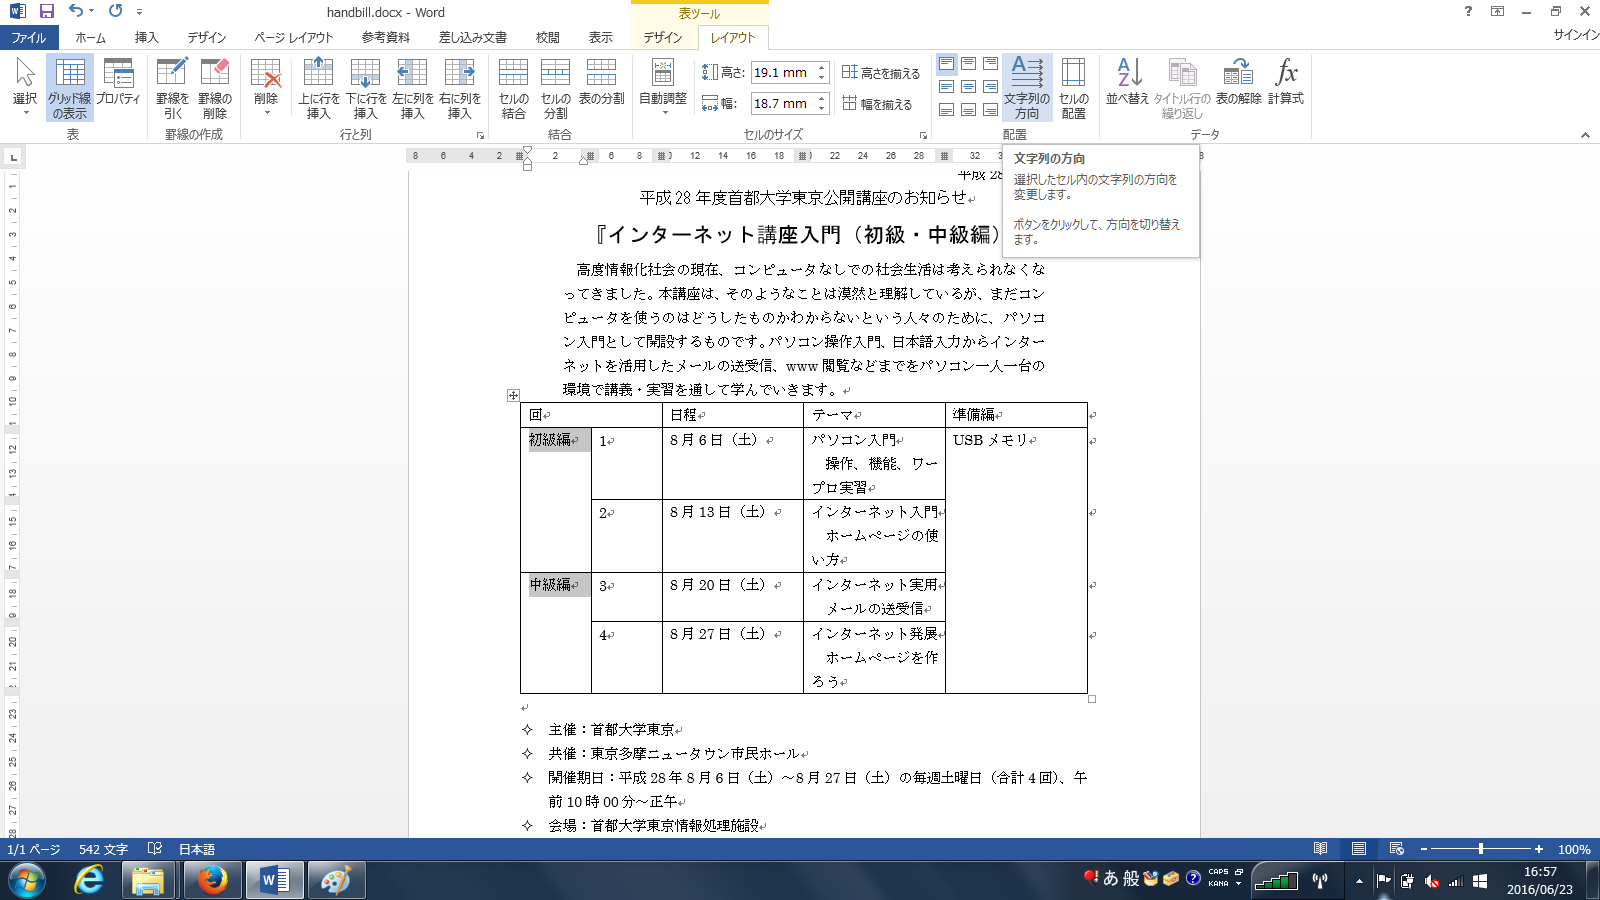 handbill.docx - Word
表ツール
ファイル ホーム 挿入 デザイン ページ レイアウト 参考資料 差し込み文書 校閲 表示 デザイン レイアウト サインイン
選択 グリッド線の表示 プロパティ 罫線を引く 罫線の削除 削除 上に行を挿入 下に行を挿入 左に列を挿入 右に列を挿入 セルの結合 セルの分割 表の分割 自動調整 高さ: 19.1 mm 幅: 18.7 mm 高さを揃える 幅を揃える 文字列の方向 セルの配置 並べ替え タイトル行の繰り返し 表の解除 計算式
表 罫線の作成 行と列 結合 セルのサイズ 配置 データ
8 6 4 2 2 6 8 12 14 16 18 22 24 26 28 32
文字列の方向
選択したセル内の文字列の方向を
変更します。
ボタンをクリックして、方向を切り替え
ます。
平成 28
平成 28 年度首都大学東京公開講座のお知らせ
『インターネット講座入門（初級・中級編）
高度情報化社会の現在、コンピュータなしでの社会生活は考えられなくな
ってきました。本講座は、そのようなことは漠然と理解しているが、まだコン
ピュータを使うのはどうしたものかわからないという人々のために、パソコ
ン入門として開設するものです。パソコン操作入門、日本語入力からインター
ネットを活用したメールの送受信、www 閲覧などまでをパソコン一人一台の
環境で講義・実習を通して学んでいきます。
回 日程 テーマ 準備編
初級編 1 8 月 6 日（土） パソコン入門 USB メモリ
操作、機能、ワー
プロ実習
2 8 月 13 日（土） インターネット入門
ホームページの使
い方
中級編 3 8 月 20 日（土） インターネット実用
メールの送受信
4 8 月 27 日（土） インターネット発展
ホームページを作
ろう
主催：首都大学東京
共催：東京多摩ニュータウン市民ホール
開催期日：平成 28 年 8 月 6 日（土）～8 月 27 日（土）の毎週土曜日（合計 4 回）、午
前 10 時 00 分～正午
会場：首都大学東京情報処理施設
1/1 ページ 542 文字 日本語 100%
あ 般 CAPS KANA
16:57
2016/06/23